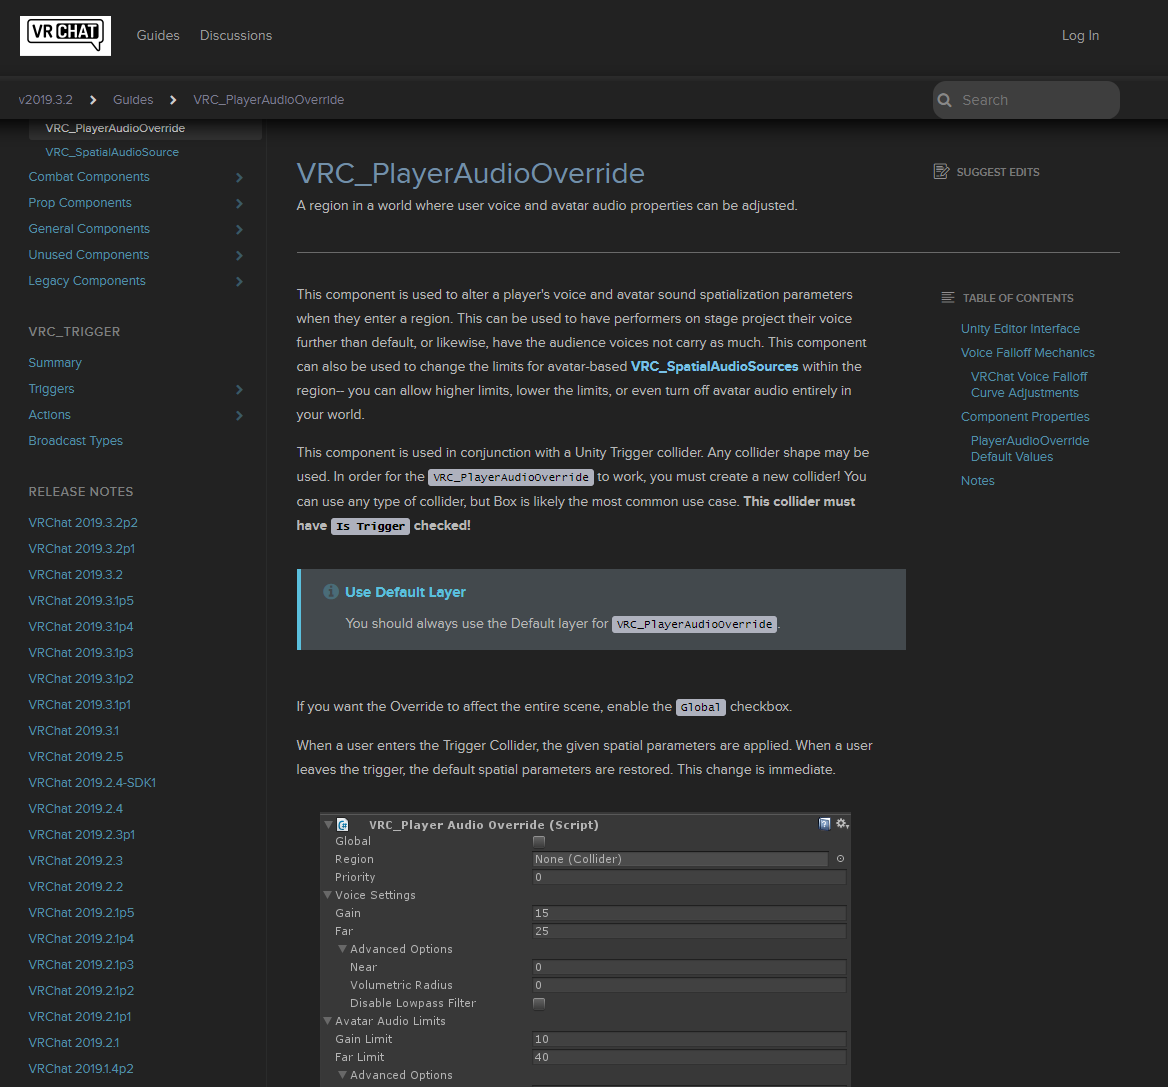 VRCHAT
Guides
Discussions
Log In
v2019.3.2
Guides
VRC_PlayerAudioOverride
Search
VRC_PlayerAudioOverride
VRC_SpatialAudioSource
Combat Components
Prop Components
General Components
Unused Components
Legacy Components
VRC_TRIGGER
Summary
Triggers
Actions
Broadcast Types
RELEASE NOTES
VRChat 2019.3.2p2
VRChat 2019.3.2p1
VRChat 2019.3.2
VRChat 2019.3.1p5
VRChat 2019.3.1p4
VRChat 2019.3.1p3
VRChat 2019.3.1p2
VRChat 2019.3.1p1
VRChat 2019.3.1
VRChat 2019.2.5
VRChat 2019.2.4-SDK1
VRChat 2019.2.4
VRChat 2019.2.3p1
VRChat 2019.2.3
VRChat 2019.2.2
VRChat 2019.2.1p5
VRChat 2019.2.1p4
VRChat 2019.2.1p3
VRChat 2019.2.1p2
VRChat 2019.2.1p1
VRChat 2019.2.1
VRChat 2019.1.4p2
VRC_PlayerAudioOverride
A region in a world where user voice and avatar audio properties can be adjusted.
This component is used to alter a player's voice and avatar sound spatialization parameters
when they enter a region. This can be used to have performers on stage project their voice
further than default, or likewise, have the audience voices not carry as much. This component
can also be used to change the limits for avatar-based VRC_SpatialAudioSources within the
region-- you can allow higher limits, lower the limits, or even turn off avatar audio entirely in
your world.
This component is used in conjunction with a Unity Trigger collider. Any collider shape may be
used. In order for the VRC_PlayerAudioOverride to work, you must create a new collider! You
can use any type of collider, but Box is likely the most common use case. This collider must
have Is Trigger checked!
Use Default Layer
You should always use the Default layer for VRC_PlayerAudioOverride.
If you want the Override to affect the entire scene, enable the Global checkbox.
When a user enters the Trigger Collider, the given spatial parameters are applied. When a user
leaves the trigger, the default spatial parameters are restored. This change is immediate.
VRC_Player Audio Override (Script)
Global
Region None (Collider)
Priority 0
Voice Settings
Gain 15
Far 25
Advanced Options
Near 0
Volumetric Radius 0
Disable Lowpass Filter
Avatar Audio Limits
Gain Limit 10
Far Limit 40
Advanced Options
SUGGEST EDITS
TABLE OF CONTENTS
Unity Editor Interface
Voice Falloff Mechanics
VRChat Voice Falloff
Curve Adjustments
Component Properties
PlayerAudioOverride
Default Values
Notes